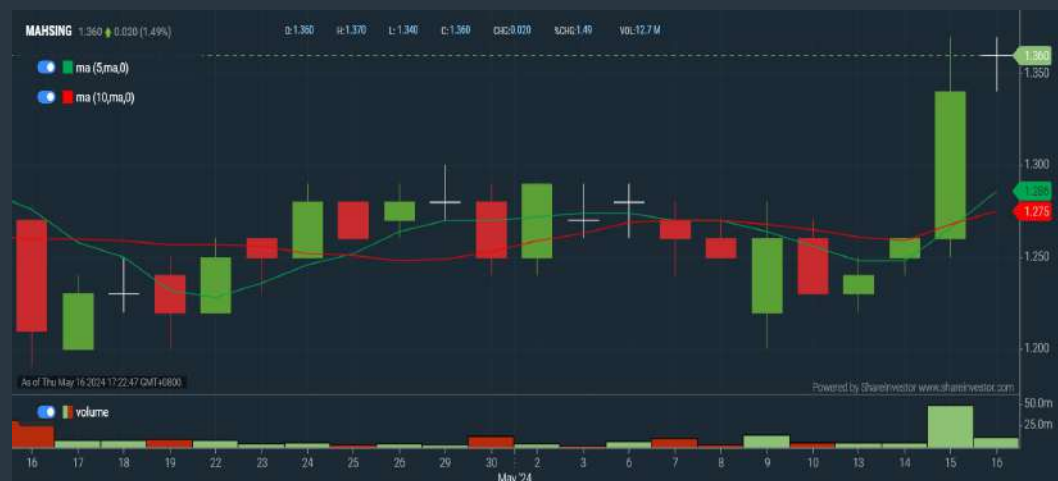 MAHSING 1.360 0.020 (1.49%) O: 1.360 H: 1.370 L: 1.340 C: 1.360 CHG:0.020 %CHG:1.49 VOL:12.7 M
ma (5,ma,0)
ma (10,ma,0)
1.360
1.350
1.300
1.286
1.275
1.250
1.200
As of Thu May 16 2024 17:22:47 GMT+0800
Powered by ShareInvestor www.shareinvestor.com
volume
50.0m
25.0m
16 17 18 19 22 23 24 25 26 29 30 2 3 6 7 8 9 10 13 14 15 16
May '24